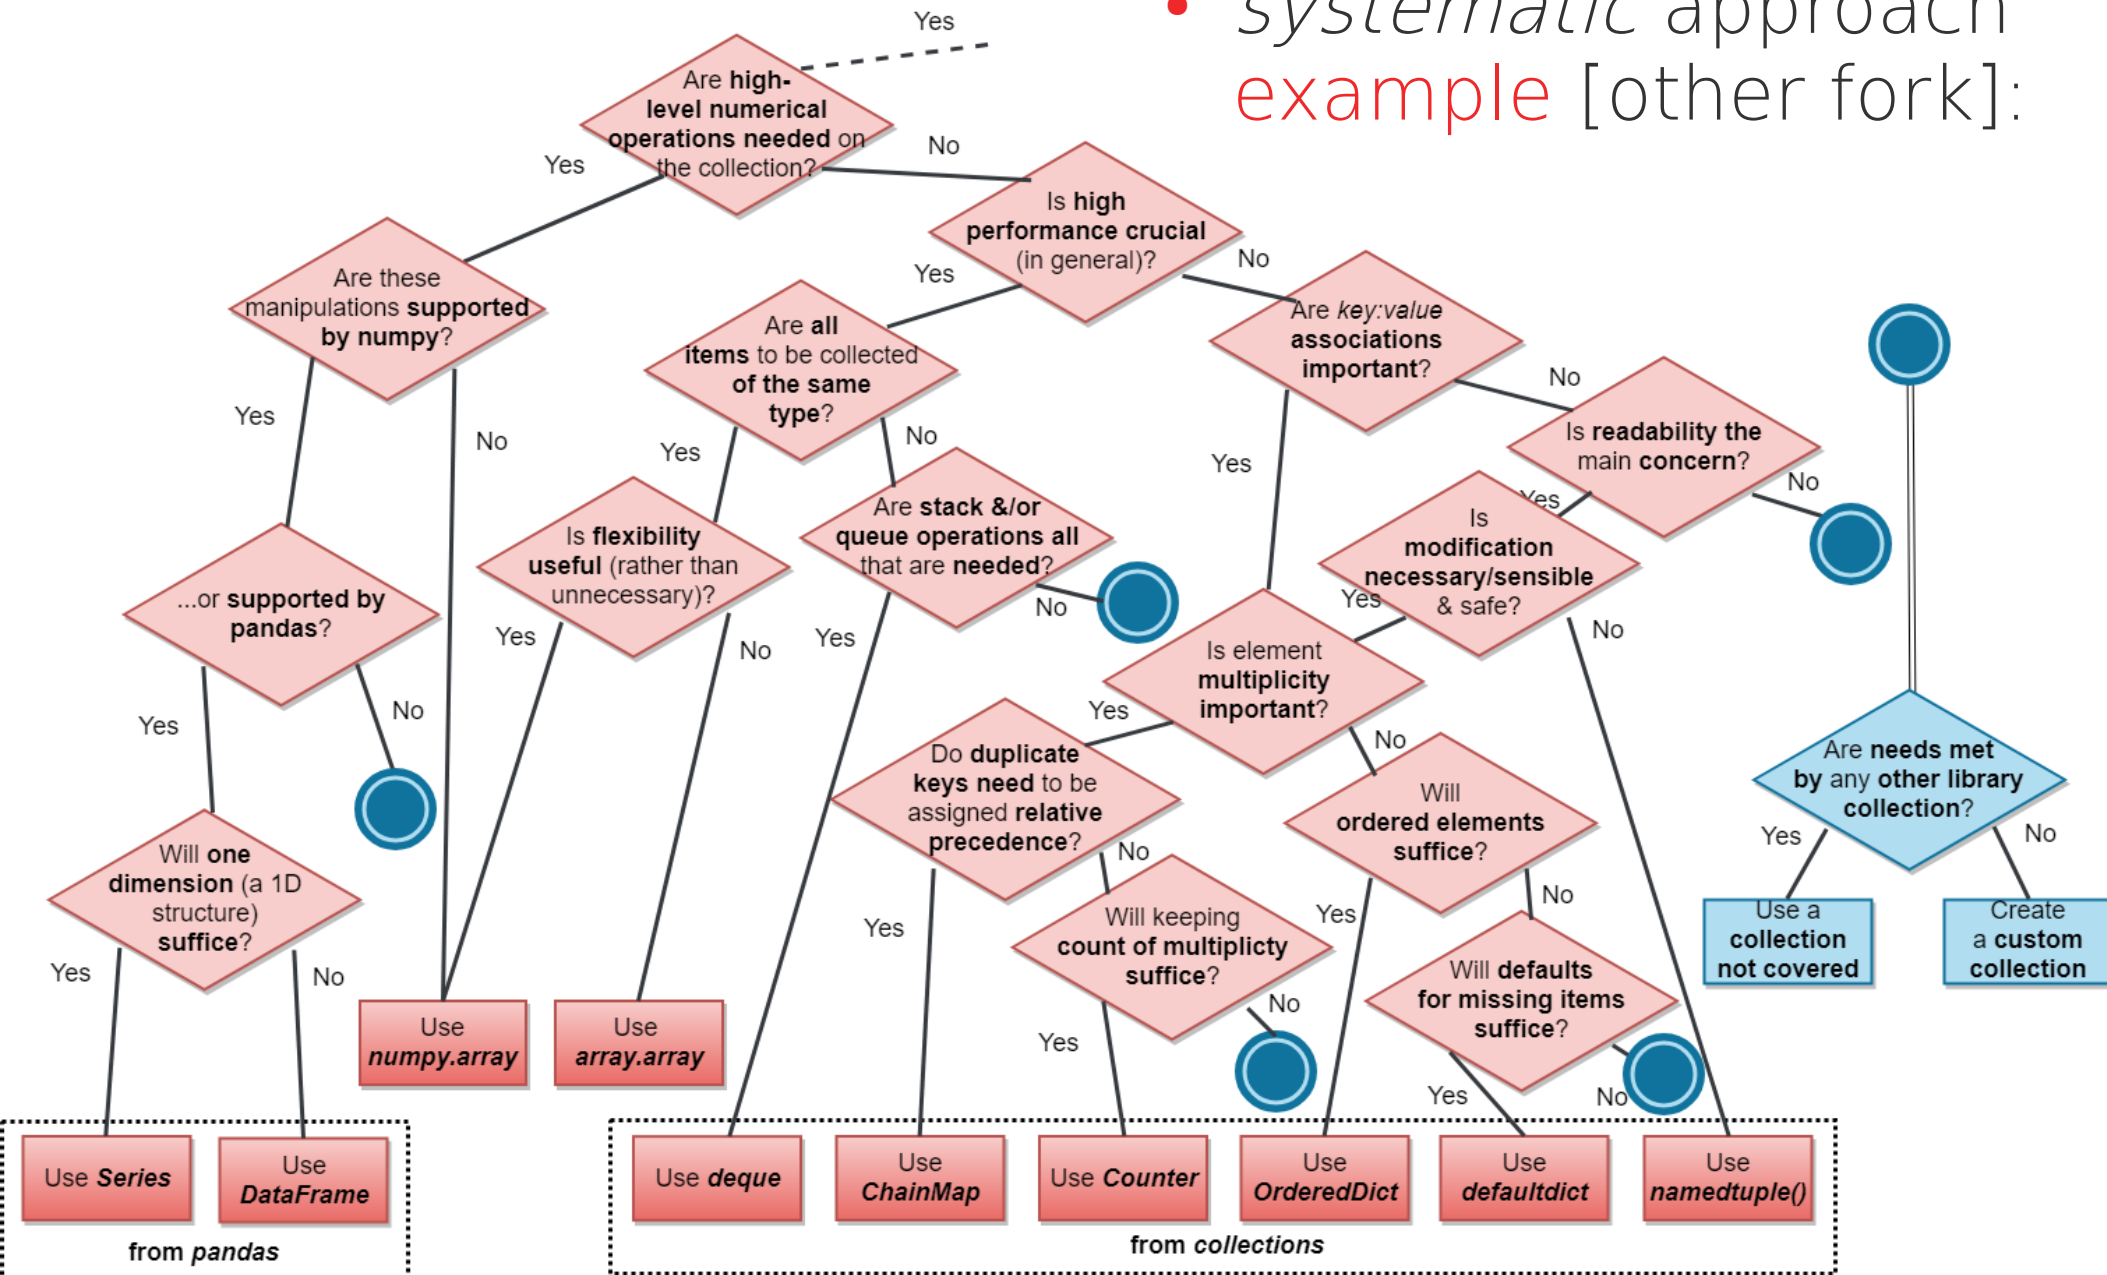 • systematic approach
example [other fork]:
Yes
Are high-
level numerical
operations needed on
the collection?
Yes
No
Is high
performance crucial
(in general)?
Yes
No
Are these
manipulations supported
by numpy?
Yes
No
Are all
items to be collected
of the same
type?
Yes
No
Are key:value
associations
important?
Yes
No
Is readability the
main concern?
Yes
No
Is flexibility
useful (rather than
unnecessary)?
Yes
No
Are stack &/or
queue operations all
that are needed?
Yes
No
Is
modification
necessary/sensible
& safe?
Yes
No
...or supported by
pandas?
Yes
No
Is element
multiplicity
important?
Yes
No
Do duplicate
keys need to be
assigned relative
precedence?
Yes
No
Will
ordered elements
suffice?
Yes
No
Are needs met
by any other library
collection?
Yes
No
Use a
collection
not covered
Create
a custom
collection
Will one
dimension (a 1D
structure)
suffice?
Yes
No
Will keeping
count of multiplicty
suffice?
Yes
No
Will defaults
for missing items
suffice?
Yes
No
Use
numpy.array
Use
array.array
Use Series
Use
DataFrame
from pandas
Use deque
Use
ChainMap
Use Counter
Use
OrderedDict
Use
defaultdict
Use
namedtuple()
from collections